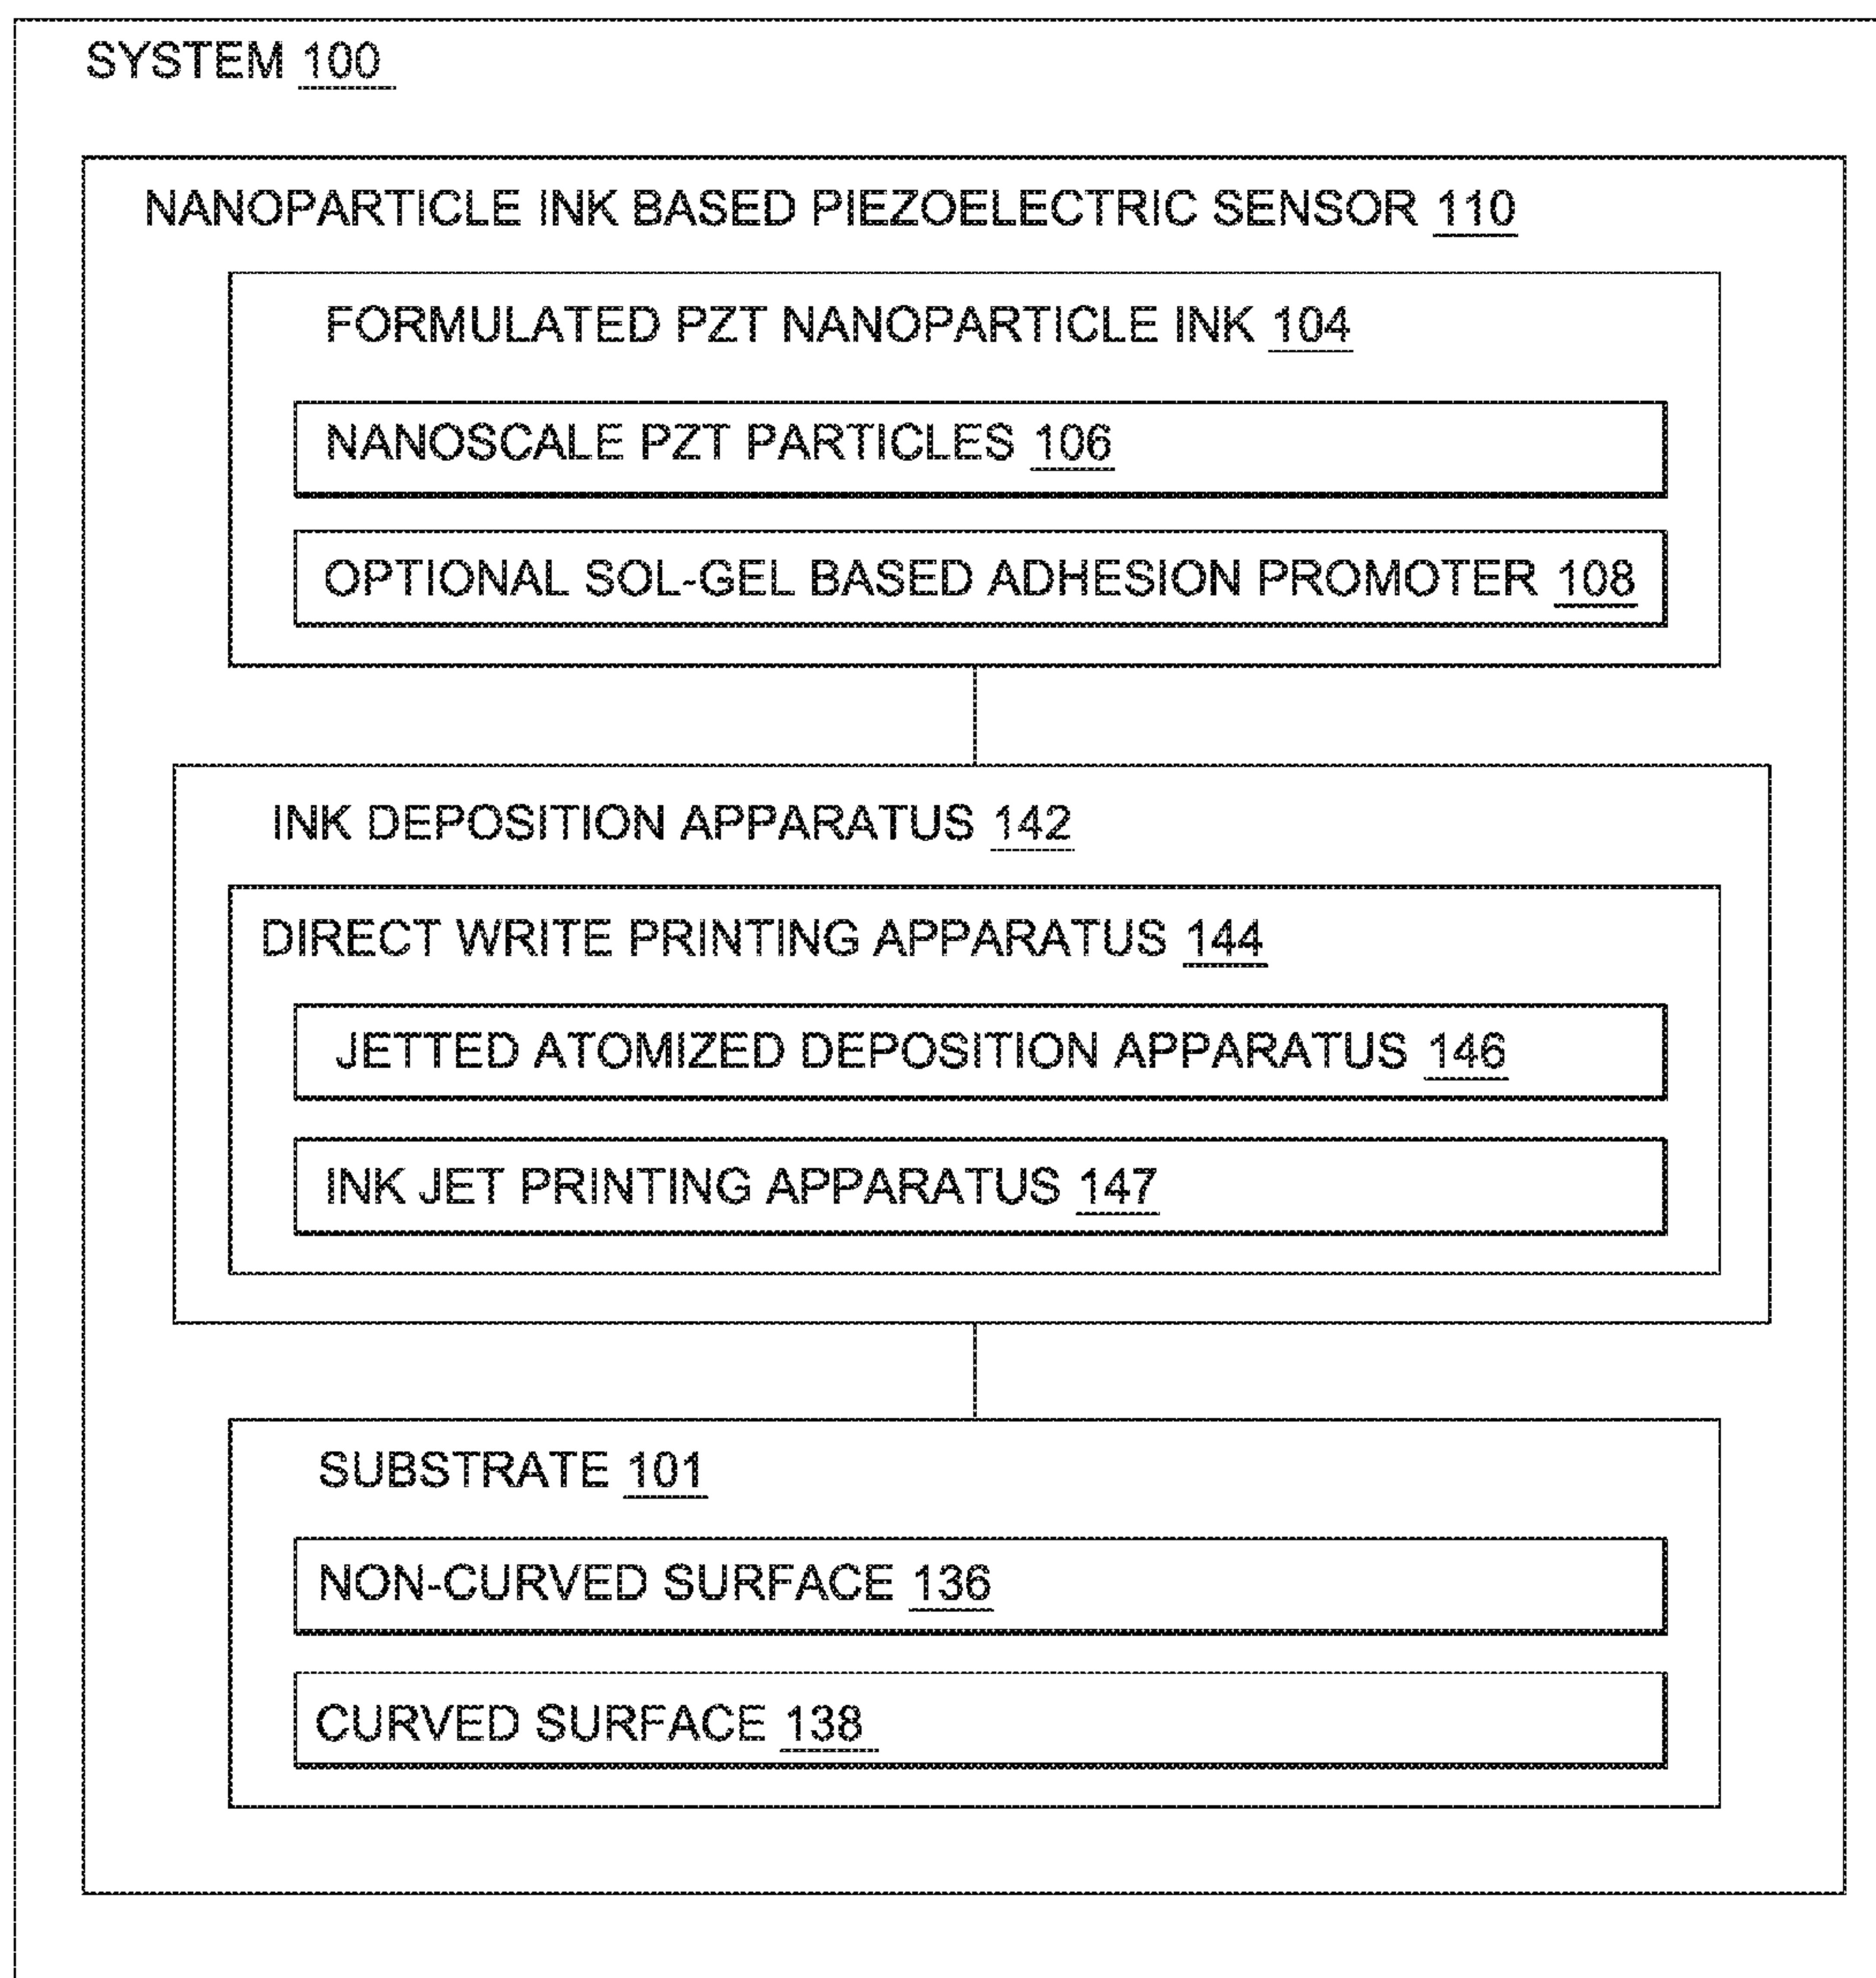 SYSTEM 100
NANOPARTICLE INK BASED PIEZOELECTRIC SENSOR 110
FORMULATED PZT NANOPARTICLE INK 104
NANOSCALE PZT PARTICLES 106
OPTIONAL SOL-GEL BASED ADHESION PROMOTER 108
INK DEPOSITION APPARATUS 142
DIRECT WRITE PRINTING APPARATUS 144
JETTED ATOMIZED DEPOSITION APPARATUS 146
INK JET PRINTING APPARATUS 147
SUBSTRATE 101
NON-CURVED SURFACE 136
CURVED SURFACE 138